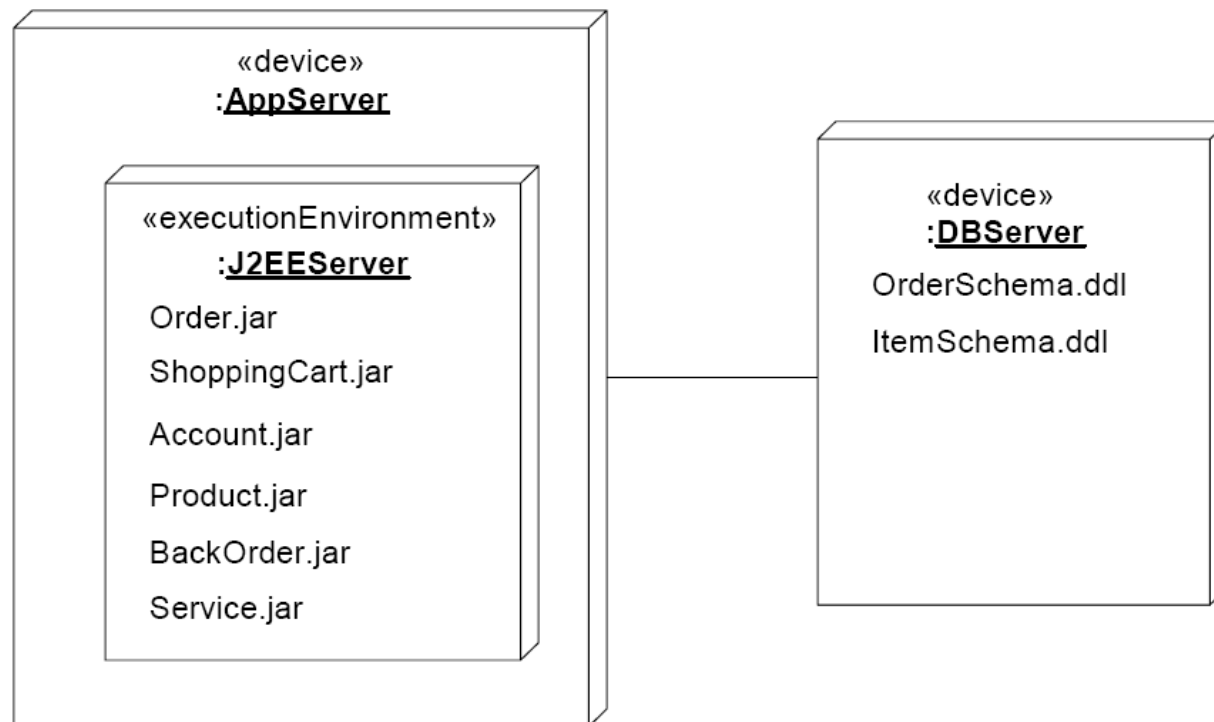 «device»
:AppServer
«executionEnvironment»
:J2EEServer
Order.jar
ShoppingCart.jar
Account.jar
Product.jar
BackOrder.jar
Service.jar
«device»
:DBServer
OrderSchema.ddl
ItemSchema.ddl